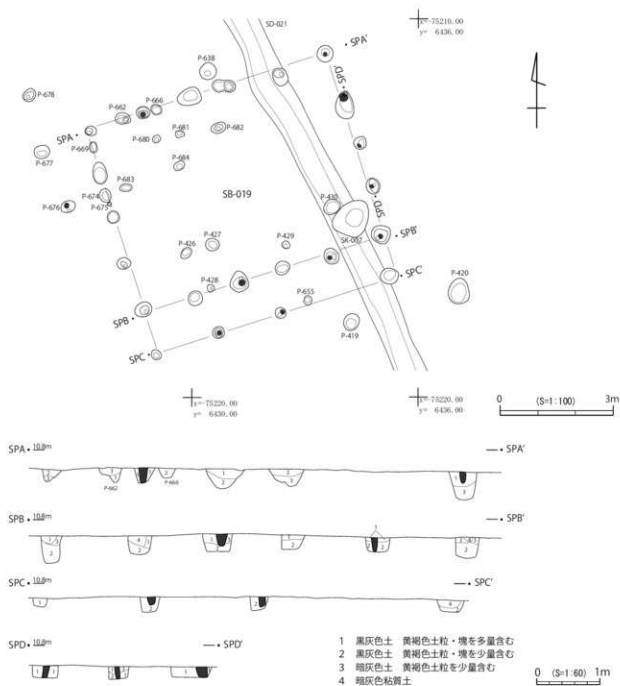 SD-021
x=-75210.00
y= 6436.00
SPA'
SPD'
P-638
P-678
P-662
P-666
SPA
P-681
P-682
P-669
P-680
P-677
P-684
P-683
P-674
P-676
P-675
SB-019
P-430
SPD
SK-007
SPB'
P-427
P-429
P-426
P-428
SPC'
P-420
P-655
SPB
P-419
SPC
x=-75220.00
y= 6430.00
x=-75220.00
y= 6436.00
0 (S=1:100) 3m
SPA 10.8m
SPA'
P-662
P-666
SPB 10.8m
SPB'
SPC 10.8m
SPC'
SPD 10.8m
SPD'
1 黒灰色土 黄褐色土粒・塊を多量含む
2 黒灰色土 黄褐色土粒・塊を少量含む
3 暗灰色土 黄褐色土粒を少量含む
4 暗灰色粘質土
0 (S=1:60) 1m